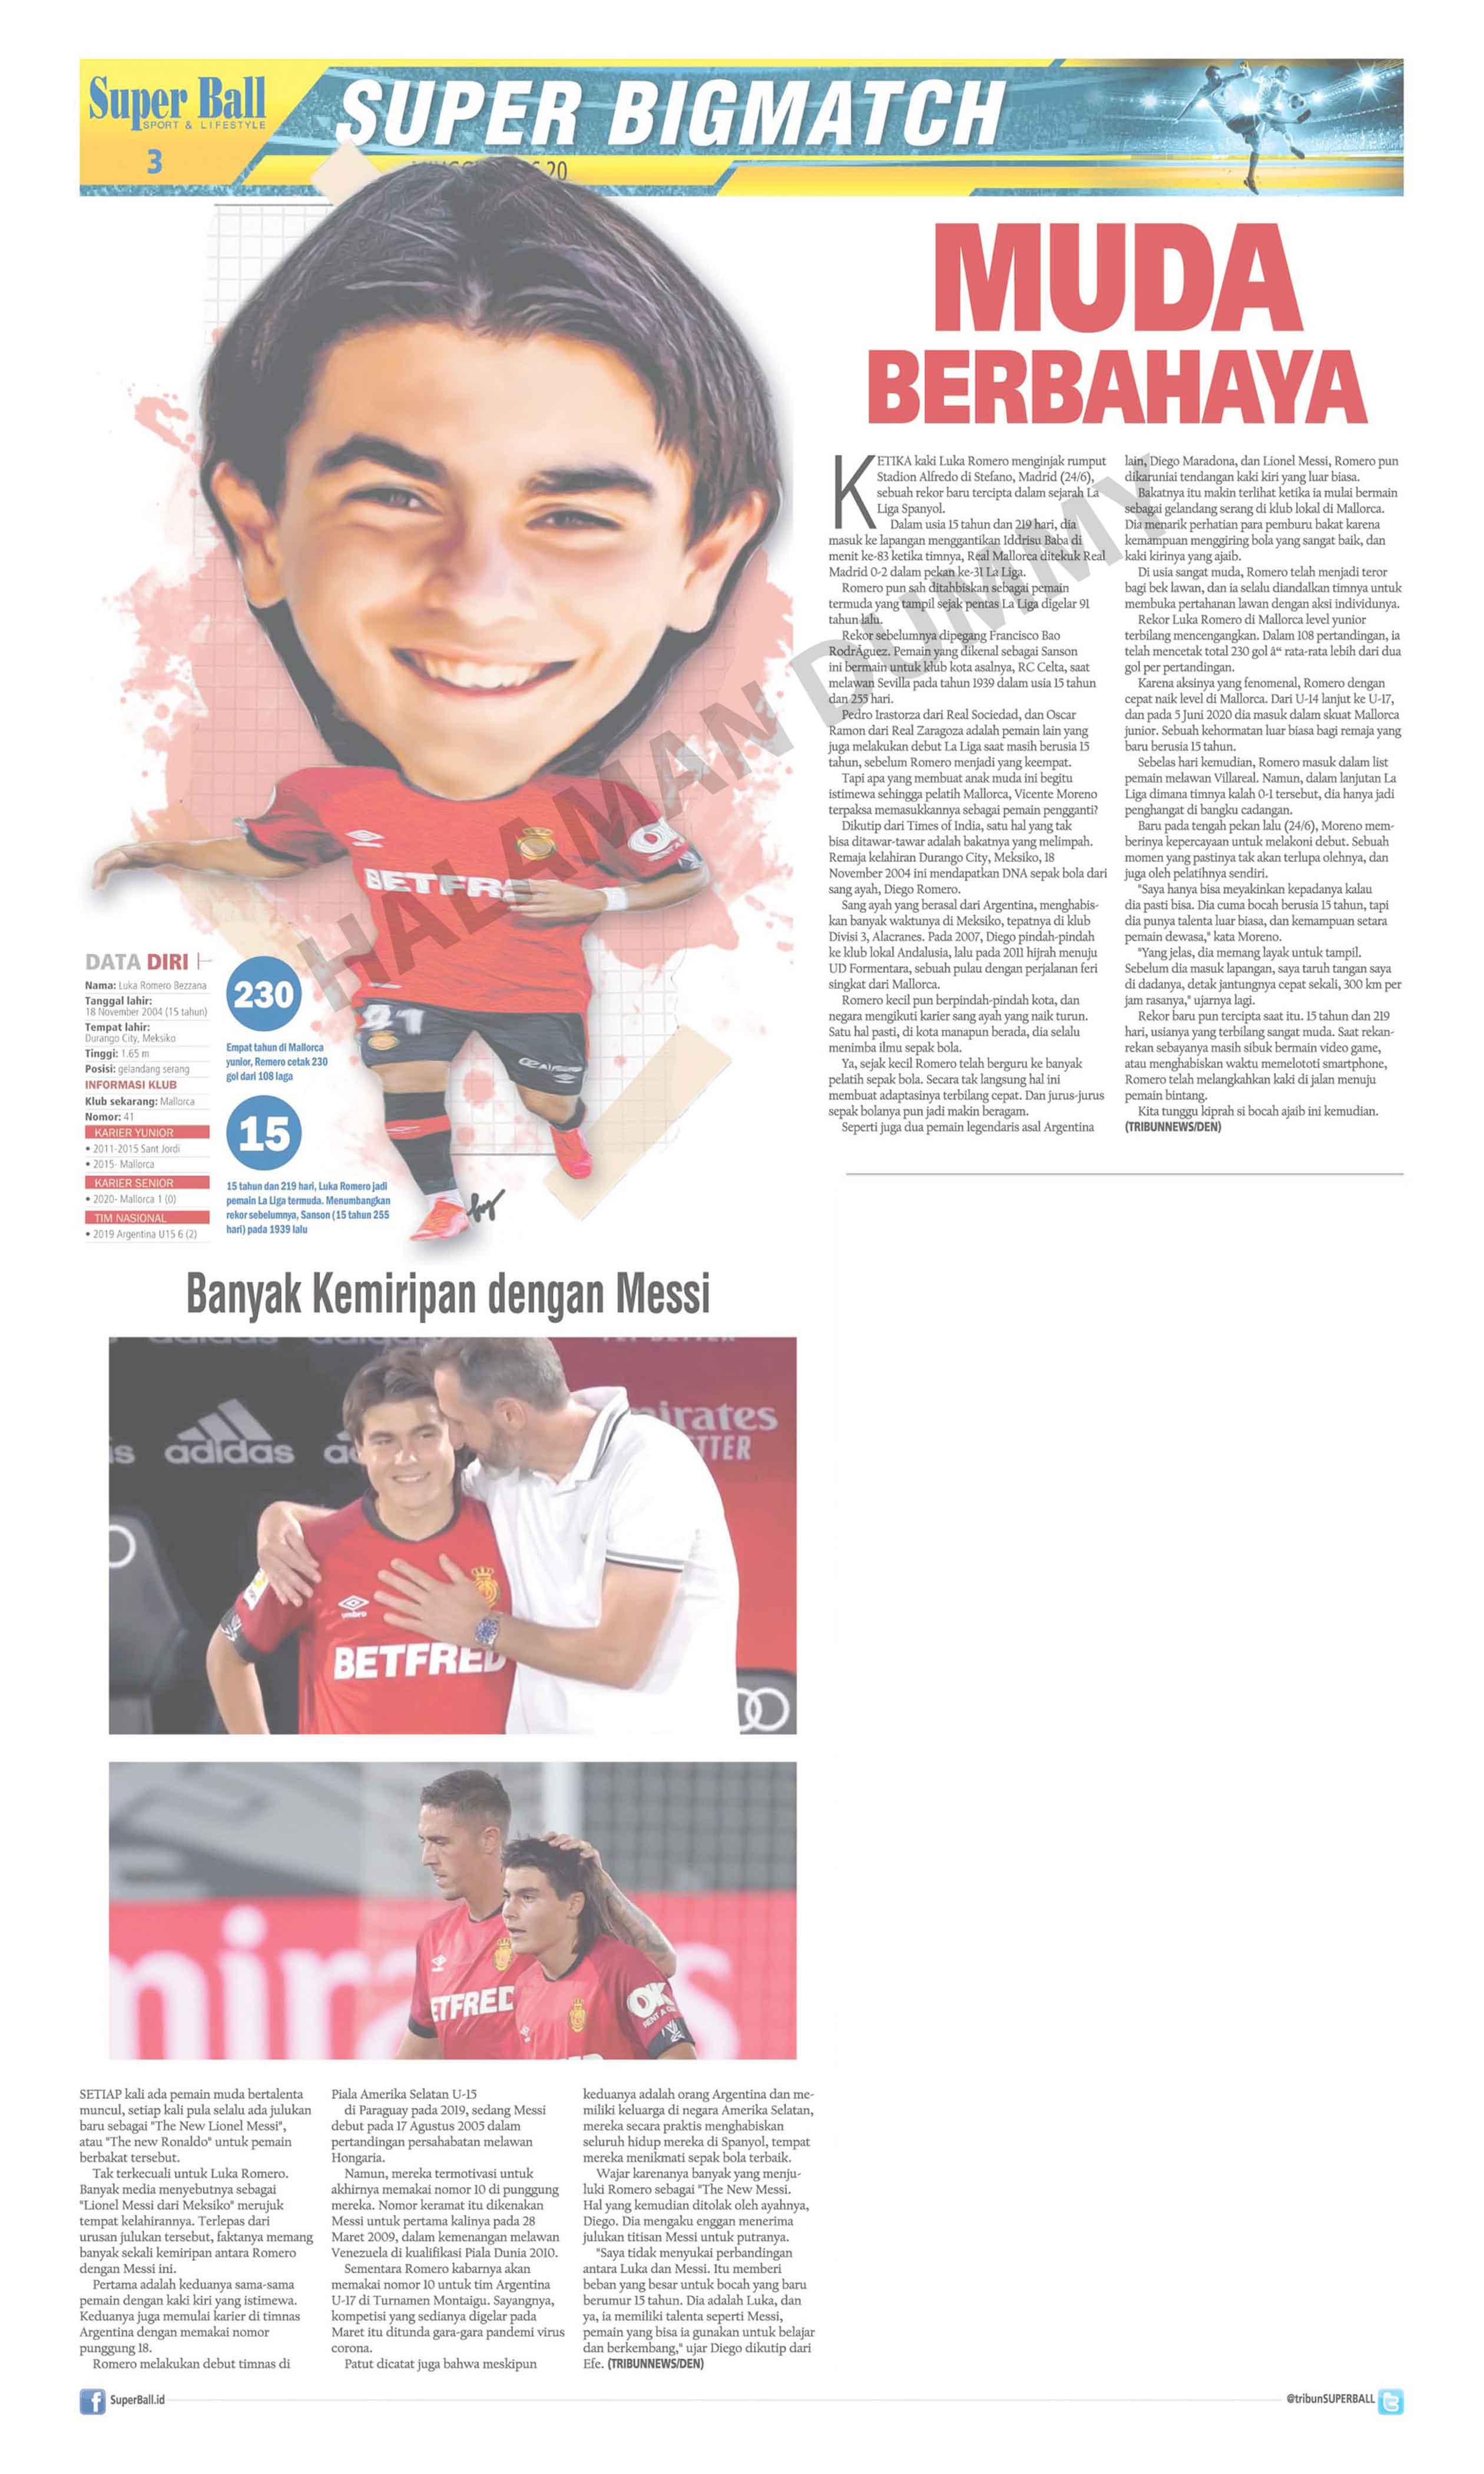 Super Ball
SPORT & LIFESTYLE
3
SUPER BIGMATCH
20
MUDA
BERBAHAYA
KETIKA kaki Luka Romero menginjak rumput
Stadion Alfredo di Stefano, Madrid (24/6),
sebuah rekor baru tercipta dalam sejarah La
Liga Spanyol.
Dalam usia 15 tahun dan 219 hari, dia
masuk ke lapangan menggantikan Iddrisu Baba di
menit ke-83 ketika timnya, Real Mallorca ditekuk Real
Madrid 0-2 dalam pekan ke-31 La Liga.
Romero pun sah ditahbiskan sebagai pemain
termuda yang tampil sejak pentas La Liga digelar 91
tahun lalu.
Rekor sebelumnya dipegang Francisco Bao
RodrÁguez. Pemain yang dikenal sebagai Sanson
ini bermain untuk klub kota asalnya, RC Celta, saat
melawan Sevilla pada tahun 1939 dalam usia 15 tahun
dan 255 hari.
Pedro Irastorza dari Real Sociedad, dan Oscar
Ramon dari Real Zaragoza adalah pemain lain yang
juga melakukan debut La Liga saat masih berusia 15
tahun, sebelum Romero menjadi yang keempat.
Tapi apa yang membuat anak muda ini begitu
istimewa sehingga pelatih Mallorca, Vicente Moreno
terpaksa memasukkannya sebagai pemain pengganti?
Dikutip dari Times of India, satu hal yang tak
bisa ditawar-tawar adalah bakatnya yang melimpah.
Remaja kelahiran Durango City, Meksiko, 18
November 2004 ini mendapatkan DNA sepak bola dari
sang ayah, Diego Romero.
Sang ayah yang berasal dari Argentina, menghabis-
kan banyak waktunya di Meksiko, tepatnya di klub
Divisi 3, Alacranes. Pada 2007, Diego pindah-pindah
ke klub lokal Andalusia, lalu pada 2011 hijrah menuju
UD Formentara, sebuah pulau dengan perjalanan feri
singkat dari Mallorca.
Romero kecil pun berpindah-pindah kota, dan
negara mengikuti karier sang ayah yang naik turun.
Satu hal pasti, di kota manapun berada, dia selalu
menimba ilmu sepak bola.
Ya, sejak kecil Romero telah berguru ke banyak
pelatih sepak bola. Secara tak langsung hal ini
membuat adaptasinya terbilang cepat. Dan jurus-jurus
sepak bolanya pun jadi makin beragam.
Seperti juga dua pemain legendaris asal Argentina
lain, Diego Maradona, dan Lionel Messi, Romero pun
dikaruniai tendangan kaki kiri yang luar biasa.
Bakatnya itu makin terlihat ketika ia mulai bermain
sebagai gelandang serang di klub lokal di Mallorca.
Dia menarik perhatian para pemburu bakat karena
kemampuan menggiring bola yang sangat baik, dan
kaki kirinya yang ajaib.
Di usia sangat muda, Romero telah menjadi teror
bagi bek lawan, dan ia selalu diandalkan timnya untuk
membuka pertahanan lawan dengan aksi individunya.
Rekor Luka Romero di Mallorca level yunior
terbilang mencengangkan. Dalam 108 pertandingan, ia
telah mencetak total 230 gol â“ rata-rata lebih dari dua
gol per pertandingan.
Karena aksinya yang fenomenal, Romero dengan
cepat naik level di Mallorca. Dari U-14 lanjut ke U-17,
dan pada 5 Juni 2020 dia masuk dalam skuat Mallorca
junior. Sebuah kehormatan luar biasa bagi remaja yang
baru berusia 15 tahun.
Sebelas hari kemudian, Romero masuk dalam list
pemain melawan Villareal. Namun, dalam lanjutan La
Liga dimana timnya kalah 0-1 tersebut, dia hanya jadi
penghangat di bangku cadangan.
Baru pada tengah pekan lalu (24/6), Moreno mem-
berinya kepercayaan untuk melakoni debut. Sebuah
momen yang pastinya tak akan terlupa olehnya, dan
juga oleh pelatihnya sendiri.
"Saya hanya bisa meyakinkan kepadanya kalau
dia pasti bisa. Dia cuma bocah berusia 15 tahun, tapi
dia punya talenta luar biasa, dan kemampuan setara
pemain dewasa," kata Moreno.
"Yang jelas, dia memang layak untuk tampil.
Sebelum dia masuk lapangan, saya taruh tangan saya
di dadanya, detak jantungnya cepat sekali, 300 km per
jam rasanya," ujarnya lagi.
Rekor baru pun tercipta saat itu. 15 tahun dan 219
hari, usianya yang terbilang sangat muda. Saat rekan-
rekan sebayanya masih sibuk bermain video game,
atau menghabiskan waktu memelototi smartphone,
Romero telah melangkahkan kaki di jalan menuju
pemain bintang.
Kita tunggu kiprah si bocah ajaib ini kemudian.
(TRIBUNNEWS/DEN)
HALAMAN DUMMY
DATA DIRI
Nama: Luka Romero Bezzana
Tanggal lahir:
18 November 2004 (15 tahun)
Tempat lahir:
Durango City, Meksiko
Tinggi: 1.65 m
Posisi: gelandang serang
INFORMASI KLUB
Klub sekarang: Mallorca
Nomor: 41
KARIER YUNIOR
• 2011-2015 Sant Jordi
• 2015- Mallorca
KARIER SENIOR
• 2020- Mallorca 1 (0)
TIM NASIONAL
• 2019 Argentina U15 6 (2)
230
Empat tahun di Mallorca
yunior, Remero cetak 230
gol dari 108 laga
15
15 tahun dan 219 hari, Luka Romero jadi
pemain La Liga termuda. Menumbangkan
rekor sebelumnya, Sanson (15 tahun 255
hari) pada 1939 lalu
BETFRE
Banyak Kemiripan dengan Messi
adidas
umbro
BETFRED
mirates
TTER
ETFRED
OK
RENT A CAR
SETIAP kali ada pemain muda bertalenta
muncul, setiap kali pula selalu ada julukan
baru sebagai "The New Lionel Messi",
atau "The new Ronaldo" untuk pemain
berbakat tersebut.
Tak terkecuali untuk Luka Romero.
Banyak media menyebutnya sebagai
"Lionel Messi dari Meksiko" merujuk
tempat kelahirannya. Terlepas dari
urusan julukan tersebut, faktanya memang
banyak sekali kemiripan antara Romero
dengan Messi ini.
Pertama adalah keduanya sama-sama
pemain dengan kaki kiri yang istimewa.
Keduanya juga memulai karier di timnas
Argentina dengan memakai nomor
punggung 18.
Romero melakukan debut timnas di
Piala Amerika Selatan U-15
di Paraguay pada 2019, sedang Messi
debut pada 17 Agustus 2005 dalam
pertandingan persahabatan melawan
Hongaria.
Namun, mereka termotivasi untuk
akhirnya memakai nomor 10 di punggung
mereka. Nomor keramat itu dikenakan
Messi untuk pertama kalinya pada 28
Maret 2009, dalam kemenangan melawan
Venezuela di kualifikasi Piala Dunia 2010.
Sementara Romero kabarnya akan
memakai nomor 10 untuk tim Argentina
U-17 di Turnamen Montaigu. Sayangnya,
kompetisi yang sedianya digelar pada
Maret itu ditunda gara-gara pandemi virus
corona.
Patut dicatat juga bahwa meskipun
keduanya adalah orang Argentina dan me-
miliki keluarga di negara Amerika Selatan,
mereka secara praktis menghabiskan
seluruh hidup mereka di Spanyol, tempat
mereka menikmati sepak bola terbaik.
Wajar karenanya banyak yang menju-
luki Romero sebagai "The New Messi.
Hal yang kemudian ditolak oleh ayahnya,
Diego. Dia mengaku enggan menerima
julukan titisan Messi untuk putranya.
"Saya tidak menyukai perbandingan
antara Luka dan Messi. Itu memberi
beban yang besar untuk bocah yang baru
berumur 15 tahun. Dia adalah Luka, dan
ya, ia memiliki talenta seperti Messi,
pemain yang bisa ia gunakan untuk belajar
dan berkembang," ujar Diego dikutip dari
Efe. (TRIBUNNEWS/DEN)
SuperBall.id
@tribunSUPERBALL